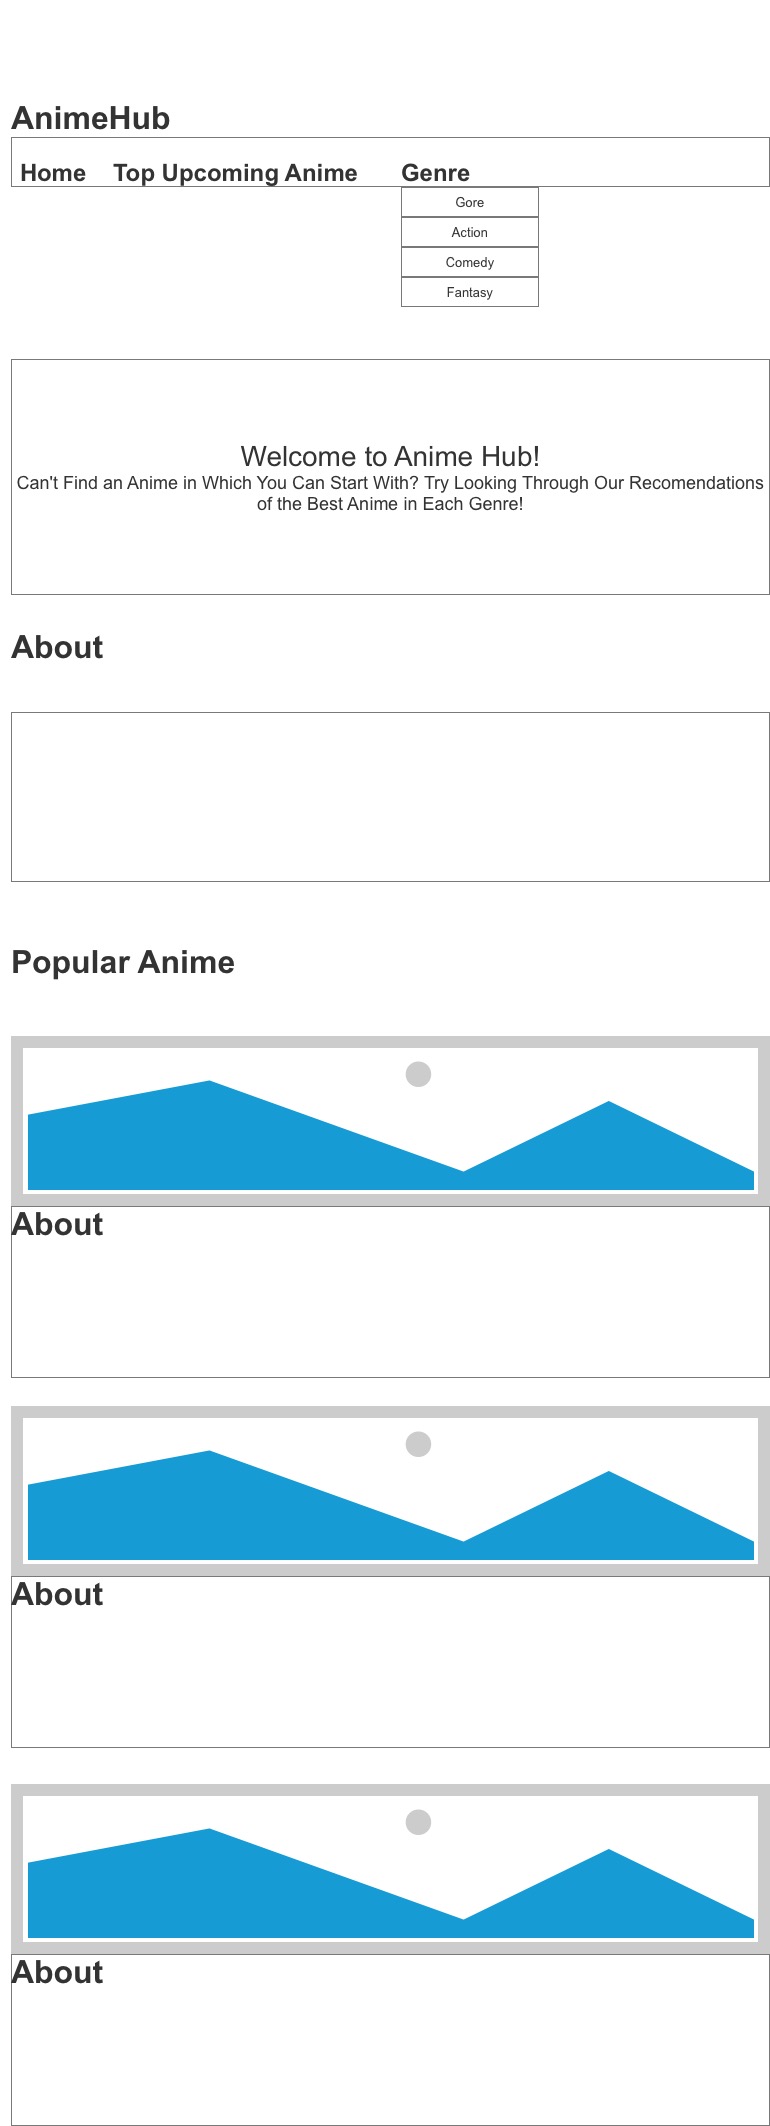 AnimeHub
Home Top Upcoming Anime Genre
Gore
Action
Comedy
Fantasy
Welcome to Anime Hub!
Can't Find an Anime in Which You Can Start With? Try Looking Through Our Recomendations
of the Best Anime in Each Genre!
About
Popular Anime
About
About
About